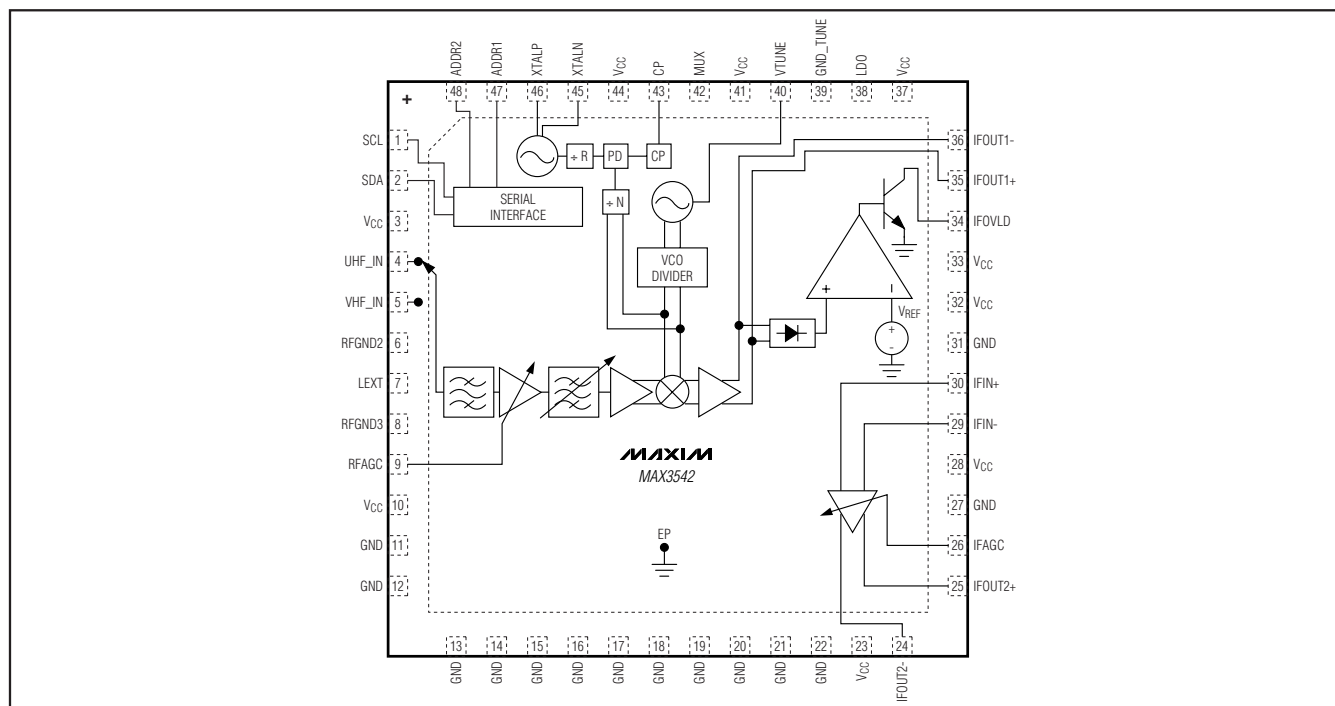 ADDR2
ADDR1
XTALP
XTALN
VCC
CP
MUX
VCC
VTUNE
GND_TUNE
LDO
VCC
48
47
46
45
44
43
42
41
40
39
38
37
+
SCL 1
SDA 2
VCC 3
UHF_IN 4
VHF_IN 5
RFGND2 6
LEXT 7
RFGND3 8
RFAGC 9
VCC 10
GND 11
GND 12
÷ R
PD
CP
÷ N
SERIAL
INTERFACE
VCO
DIVIDER
+
−
VREF
+
-
MAXIM
MAX3542
EP
36 IFOUT1-
35 IFOUT1+
34 IFOVLD
33 VCC
32 VCC
31 GND
30 IFIN+
29 IFIN-
28 VCC
27 GND
26 IFAGC
25 IFOUT2+
13
14
15
16
17
18
19
20
21
22
23
24
GND
GND
GND
GND
GND
GND
GND
GND
GND
GND
VCC
IFOUT2-